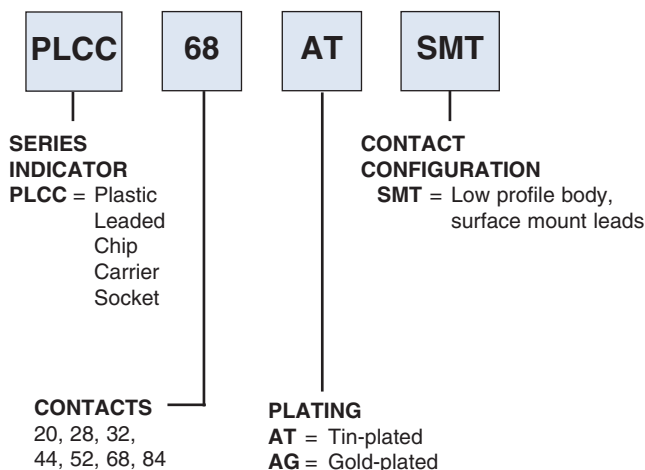 PLCC 68 AT SMT
SERIES
INDICATOR
PLCC = Plastic
Leaded
Chip
Carrier
Socket
CONTACT
CONFIGURATION
SMT = Low profile body,
surface mount leads
CONTACTS
20, 28, 32,
44, 52, 68, 84
PLATING
AT = Tin-plated
AG = Gold-plated